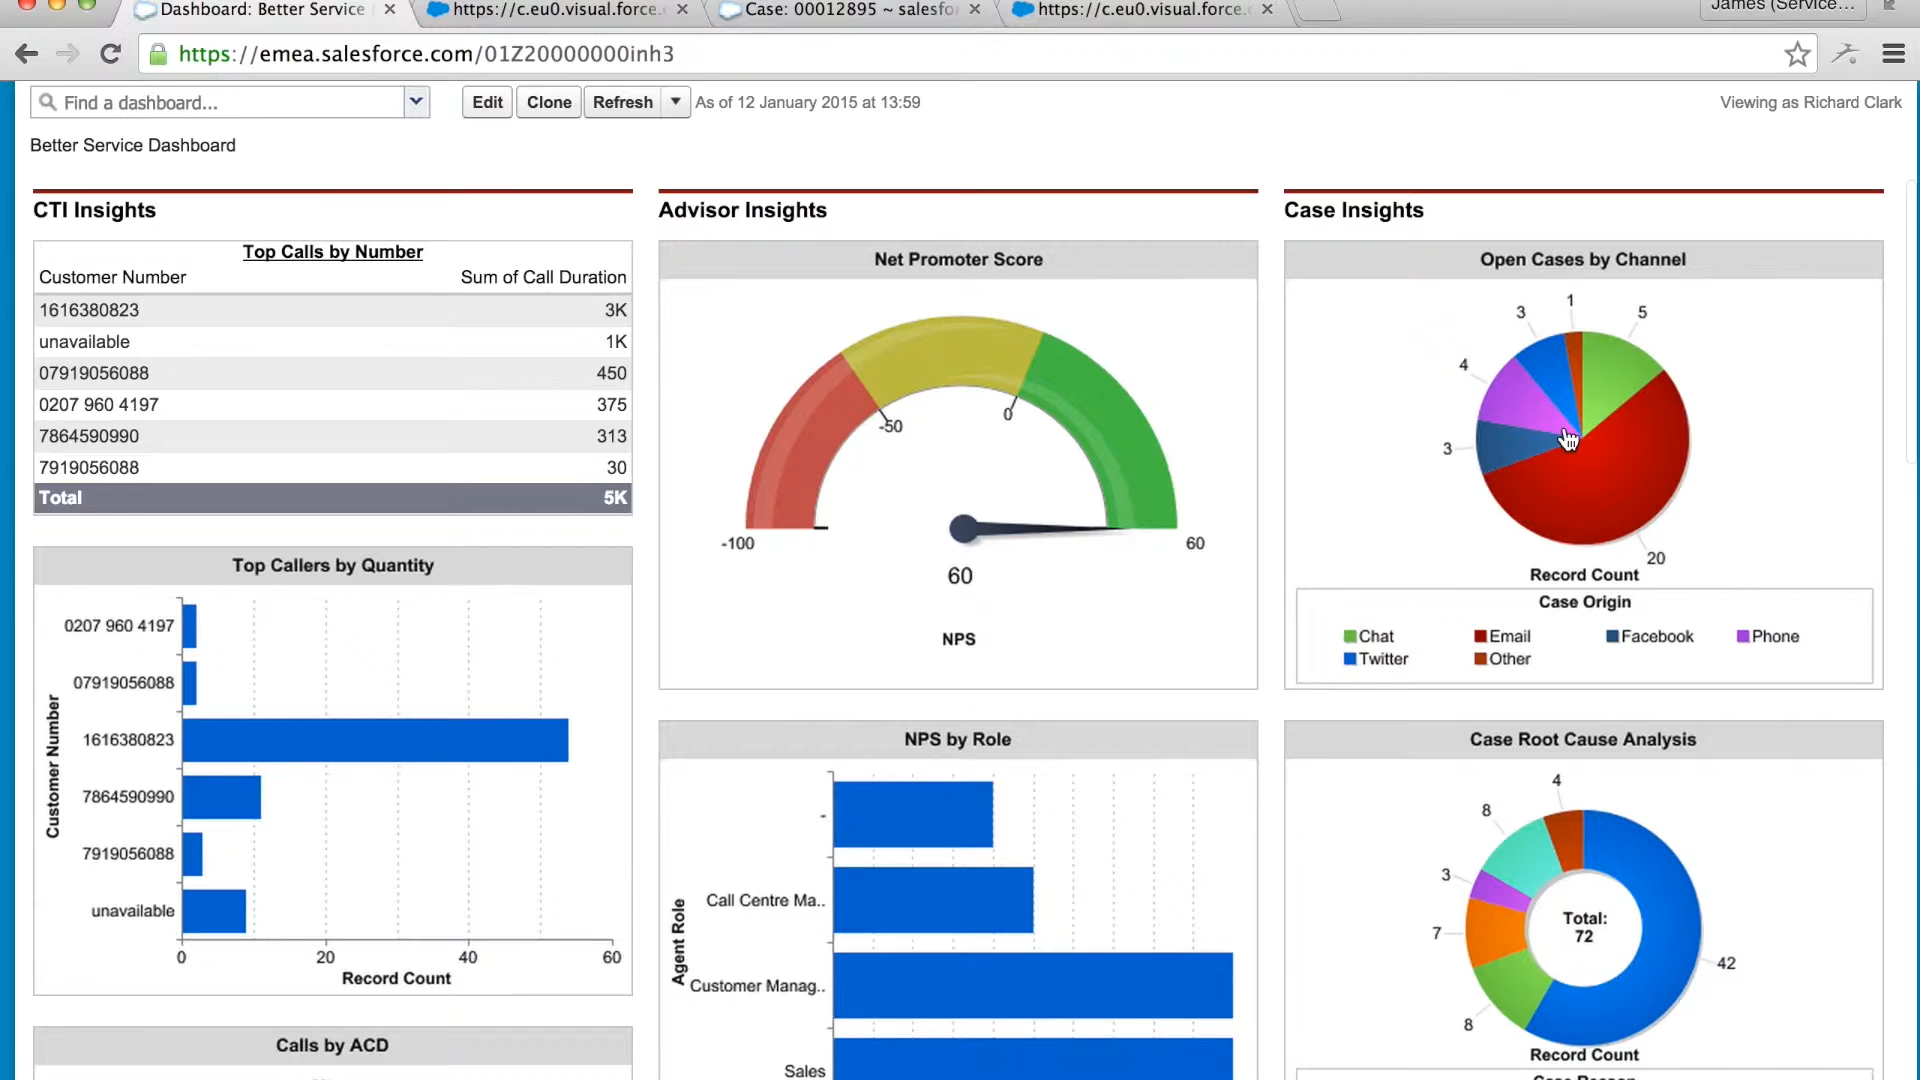 Dashboard: Better Service
https://c.eu0.visual.force.
Case: 00012895 ~ salesfo
https://c.eu0.visual.force.
James (Service...
https://emea.salesforce.com/01Z20000000inh3
Find a dashboard...
Edit
Clone
Refresh
As of 12 January 2015 at 13:59
Viewing as Richard Clark
Better Service Dashboard
CTI Insights
Top Calls by Number
Customer Number Sum of Call Duration
1616380823 3K
unavailable 1K
07919056088 450
0207 960 4197 375
7864590990 313
7919056088 30
Total 5K
Top Callers by Quantity
Customer Number
0207 960 4197
07919056088
1616380823
7864590990
7919056088
unavailable
0 20 40 60
Record Count
Calls by ACD
Advisor Insights
Net Promoter Score
-50
0
-100
60
60
NPS
NPS by Role
Agent Role
-
Call Centre Ma..
Customer Manag..
Sales
Case Insights
Open Cases by Channel
3
1
5
4
3
20
Record Count
Case Origin
Chat Email Facebook Phone
Twitter Other
Case Root Cause Analysis
4
8
3
7
8
42
Total:
72
Record Count